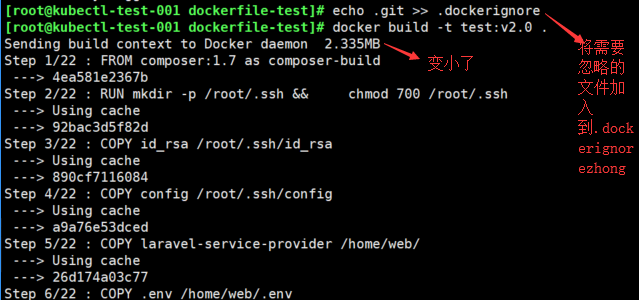 [root@kubectl-test-001 dockerfile-test]# echo .git >> .dockerignore
[root@kubectl-test-001 dockerfile-test]# docker build -t test:v2.0 .
Sending build context to Docker daemon  2.335MB
Step 1/22 : FROM composer:1.7 as composer-build
 ---> 4ea581e2367b
Step 2/22 : RUN mkdir -p /root/.ssh &&     chmod 700 /root/.ssh
 ---> Using cache
 ---> 92bac3d5f82d
Step 3/22 : COPY id_rsa /root/.ssh/id_rsa
 ---> Using cache
 ---> 890cf7116084
Step 4/22 : COPY config /root/.ssh/config
 ---> Using cache
 ---> a9a76e53dced
Step 5/22 : COPY laravel-service-provider /home/web/
 ---> Using cache
 ---> 26d174a03c77
Step 6/22 : COPY .env /home/web/.env
变小了
将需要
忽略的
文件加
入
到.dock
erignor
ezhong